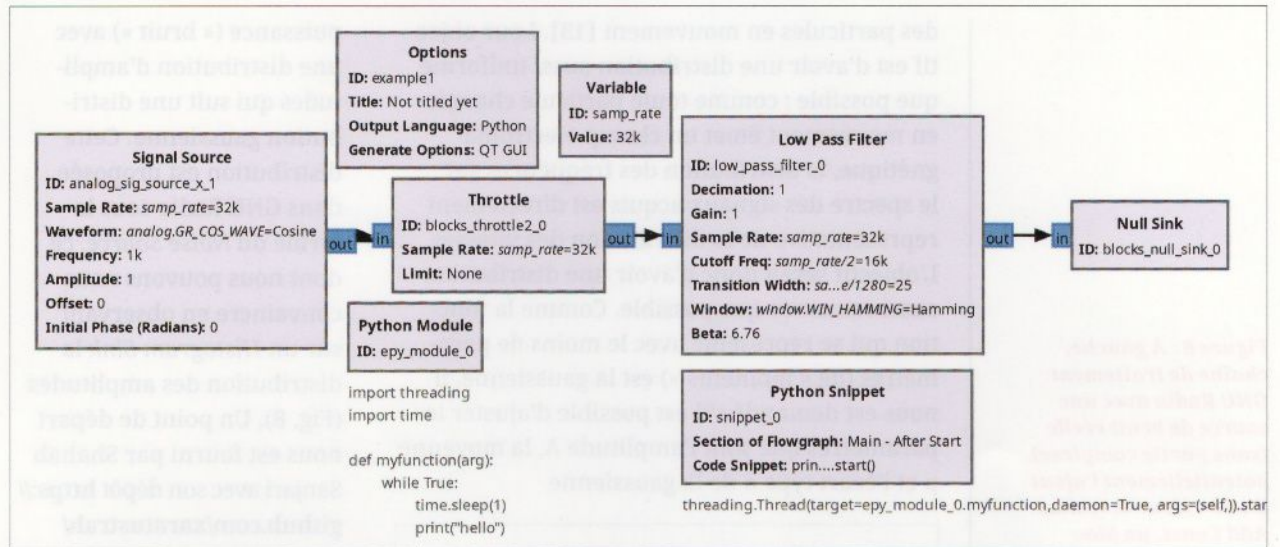 Options
ID: example1
Title: Not titled yet
Output Language: Python
Generate Options: QT GUI
Variable
ID: samp_rate
Value: 32k
Signal Source
ID: analog_sig_source_x_1
Sample Rate: samp_rate=32k
Waveform: analog.GR_COS_WAVE=Cosine
Frequency: 1k
Amplitude: 1
Offset: 0
Initial Phase (Radians): 0
out
in
Throttle
ID: blocks_throttle2_0
Sample Rate: samp_rate=32k
Limit: None
out
in
Low Pass Filter
ID: low_pass_filter_0
Decimation: 1
Gain: 1
Sample Rate: samp_rate=32k
Cutoff Freq: samp_rate/2=16k
Transition Width: sa...e/1280=25
Window: window.WIN_HAMMING=Hamming
Beta: 6.76
out
in
Null Sink
ID: blocks_null_sink_0
Python Module
ID: epy_module_0
import threading
import time
def myfunction(arg):
while True:
time.sleep(1)
print("hello")
Python Snippet
ID: snippet_0
Section of Flowgraph: Main - After Start
Code Snippet: prin....start()
threading.Thread(target=epy_module_0.myfunction,daemon=True, args=(self,)).star